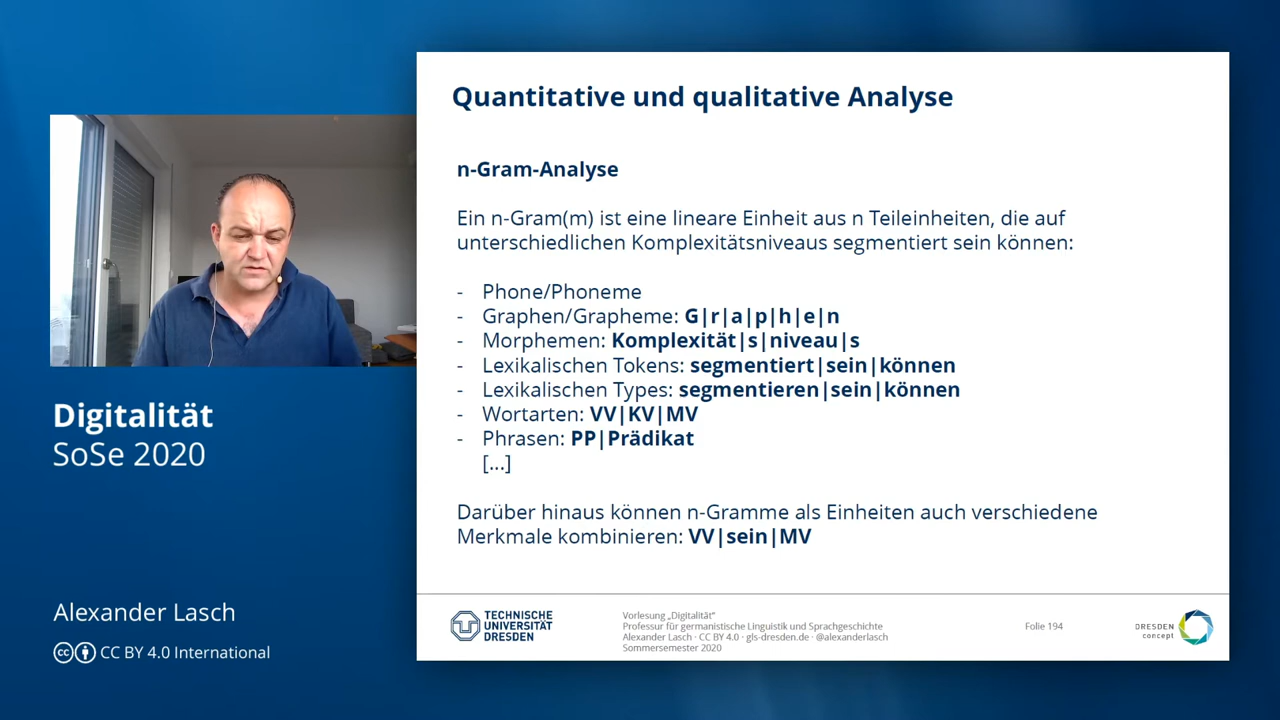 Quantitative und qualitative Analyse
n-Gram-Analyse
Ein n-Gram(m) ist eine lineare Einheit aus n Teileinheiten, die auf
unterschiedlichen Komplexitätsniveaus segmentiert sein können:
- Phone/Phoneme
- Graphen/Grapheme: G|r|a|p|h|e|n
- Morphemen: Komplexität|s|niveau|s
- Lexikalischen Tokens: segmentiert|sein|können
- Lexikalischen Types: segmentieren|sein|können
- Wortarten: VV|KV|MV
- Phrasen: PP|Prädikat
[...]
Darüber hinaus können n-Gramme als Einheiten auch verschiedene
Merkmale kombinieren: VV|sein|MV
Digitalität
SoSe 2020
Alexander Lasch
cc CC BY 4.0 International
TECHNISCHE
UNIVERSITÄT
DRESDEN
Vorlesung „Digitalität"
Professur für germanistische Linguistik und Sprachgeschichte
Alexander Lasch · CC BY 4.0 · gls-dresden.de · @alexanderlasch
Sommersemester 2020
Folie 194
DRESDEN
concept